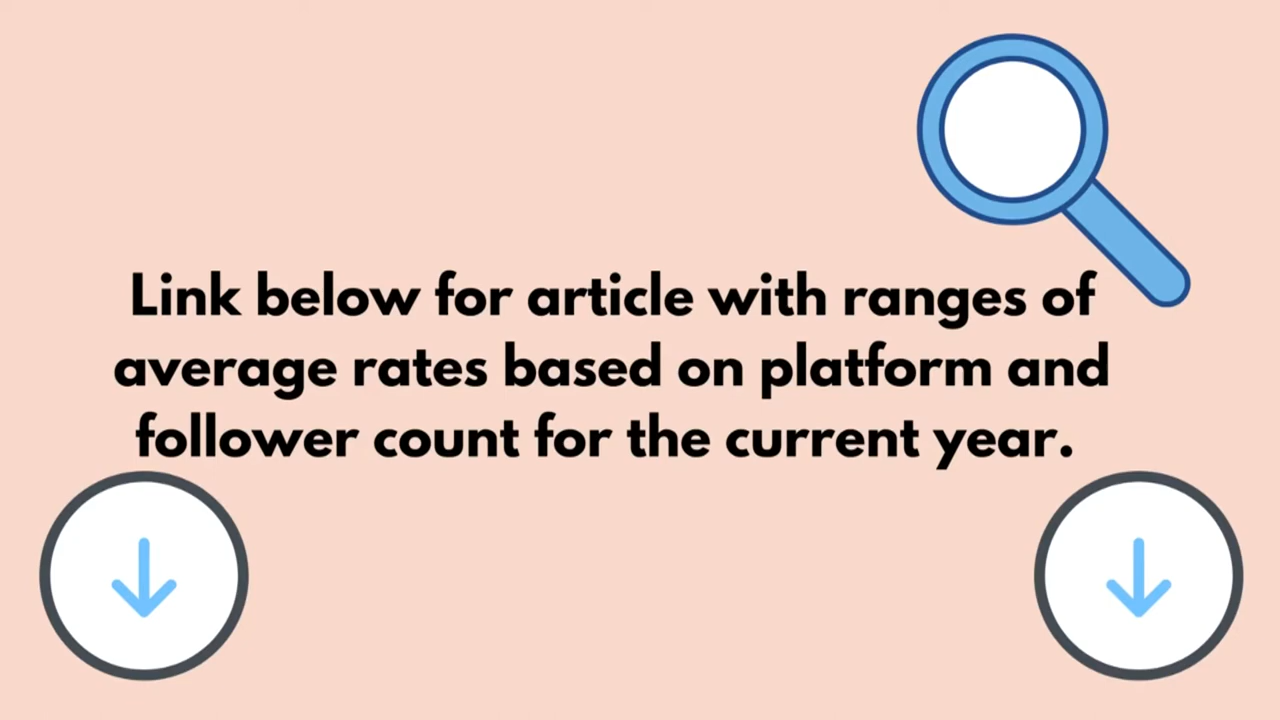 Link below for article with ranges of
average rates based on platform and
follower count for the current year.